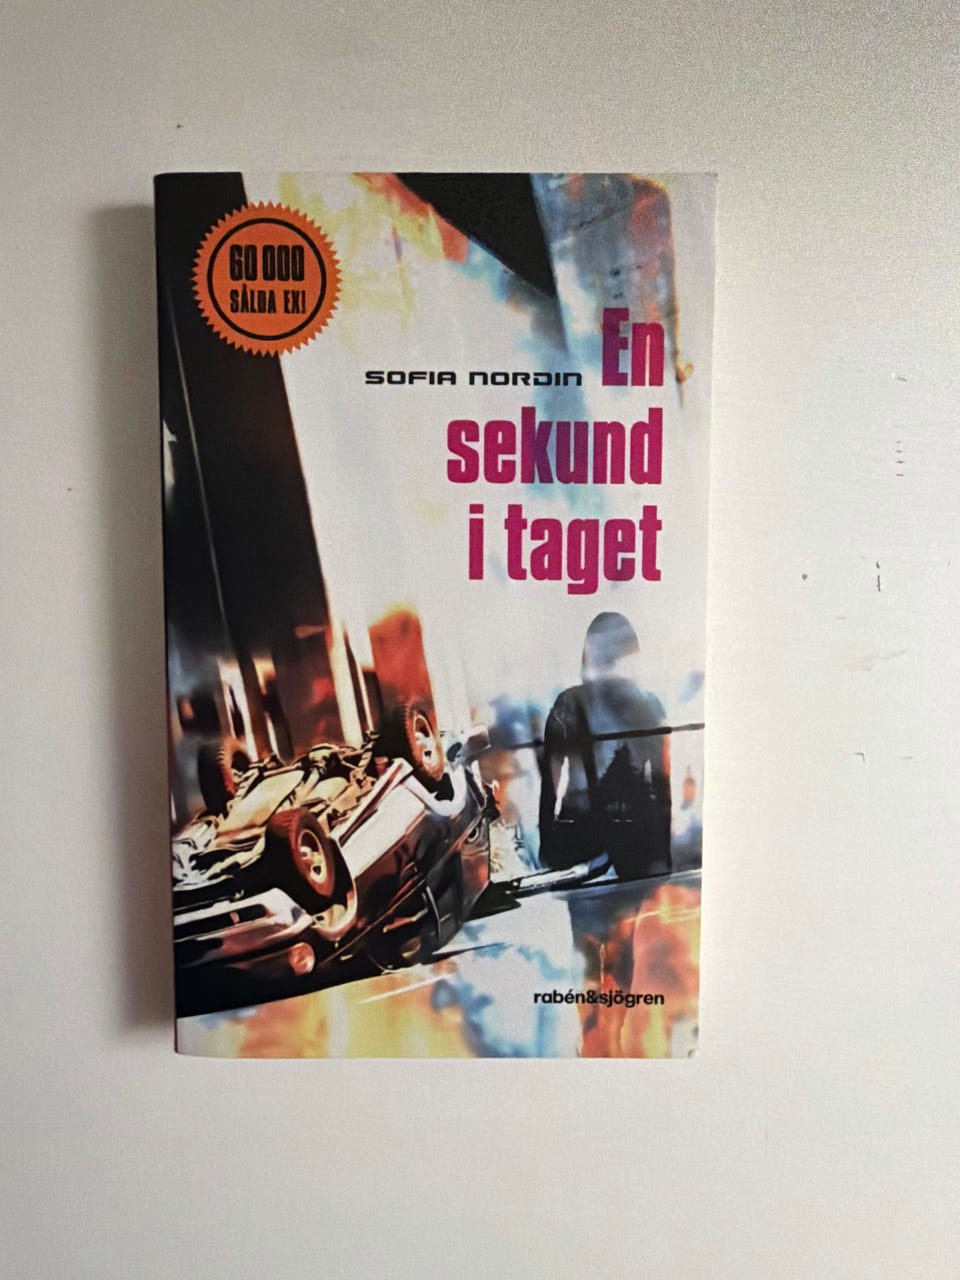 60 000
SÅLDA EX!
SOFIA NORDIN
En
sekund
i taget
rabén&sjögren